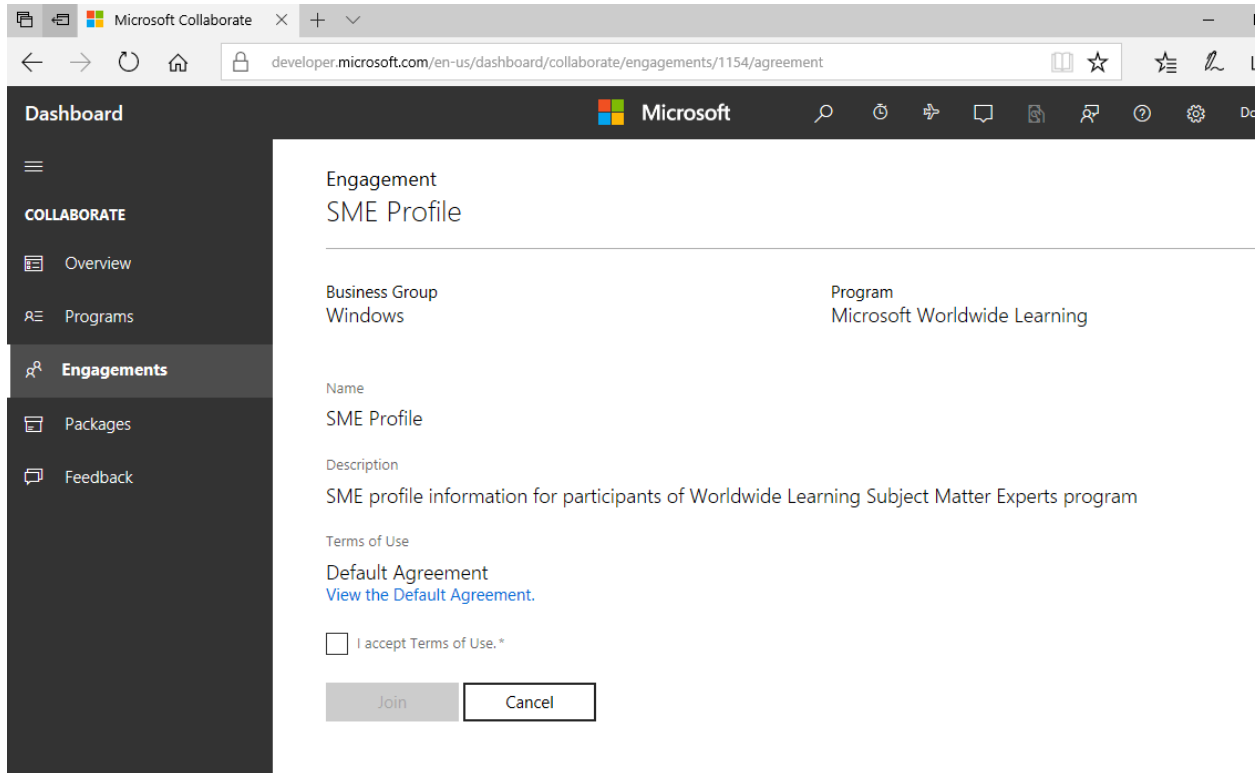 Microsoft Collaborate
developer.microsoft.com/en-us/dashboard/collaborate/engagements/1154/agreement
Dashboard
Microsoft
COLLABORATE
Overview
Programs
Engagements
Packages
Feedback
Engagement
SME Profile
Business Group
Windows
Program
Microsoft Worldwide Learning
Name
SME Profile
Description
SME profile information for participants of Worldwide Learning Subject Matter Experts program
Terms of Use
Default Agreement
View the Default Agreement.
I accept Terms of Use.*
Join
Cancel